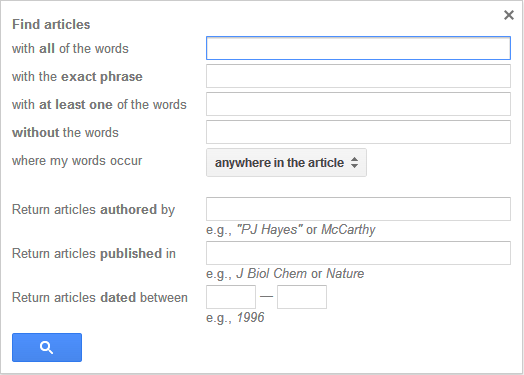 Find articles
with all of the words
with the exact phrase
with at least one of the words
without the words
where my words occur
anywhere in the article
Return articles authored by
e.g., "PJ Hayes" or McCarthy
Return articles published in
e.g., J Biol Chem or Nature
Return articles dated between
—
e.g., 1996